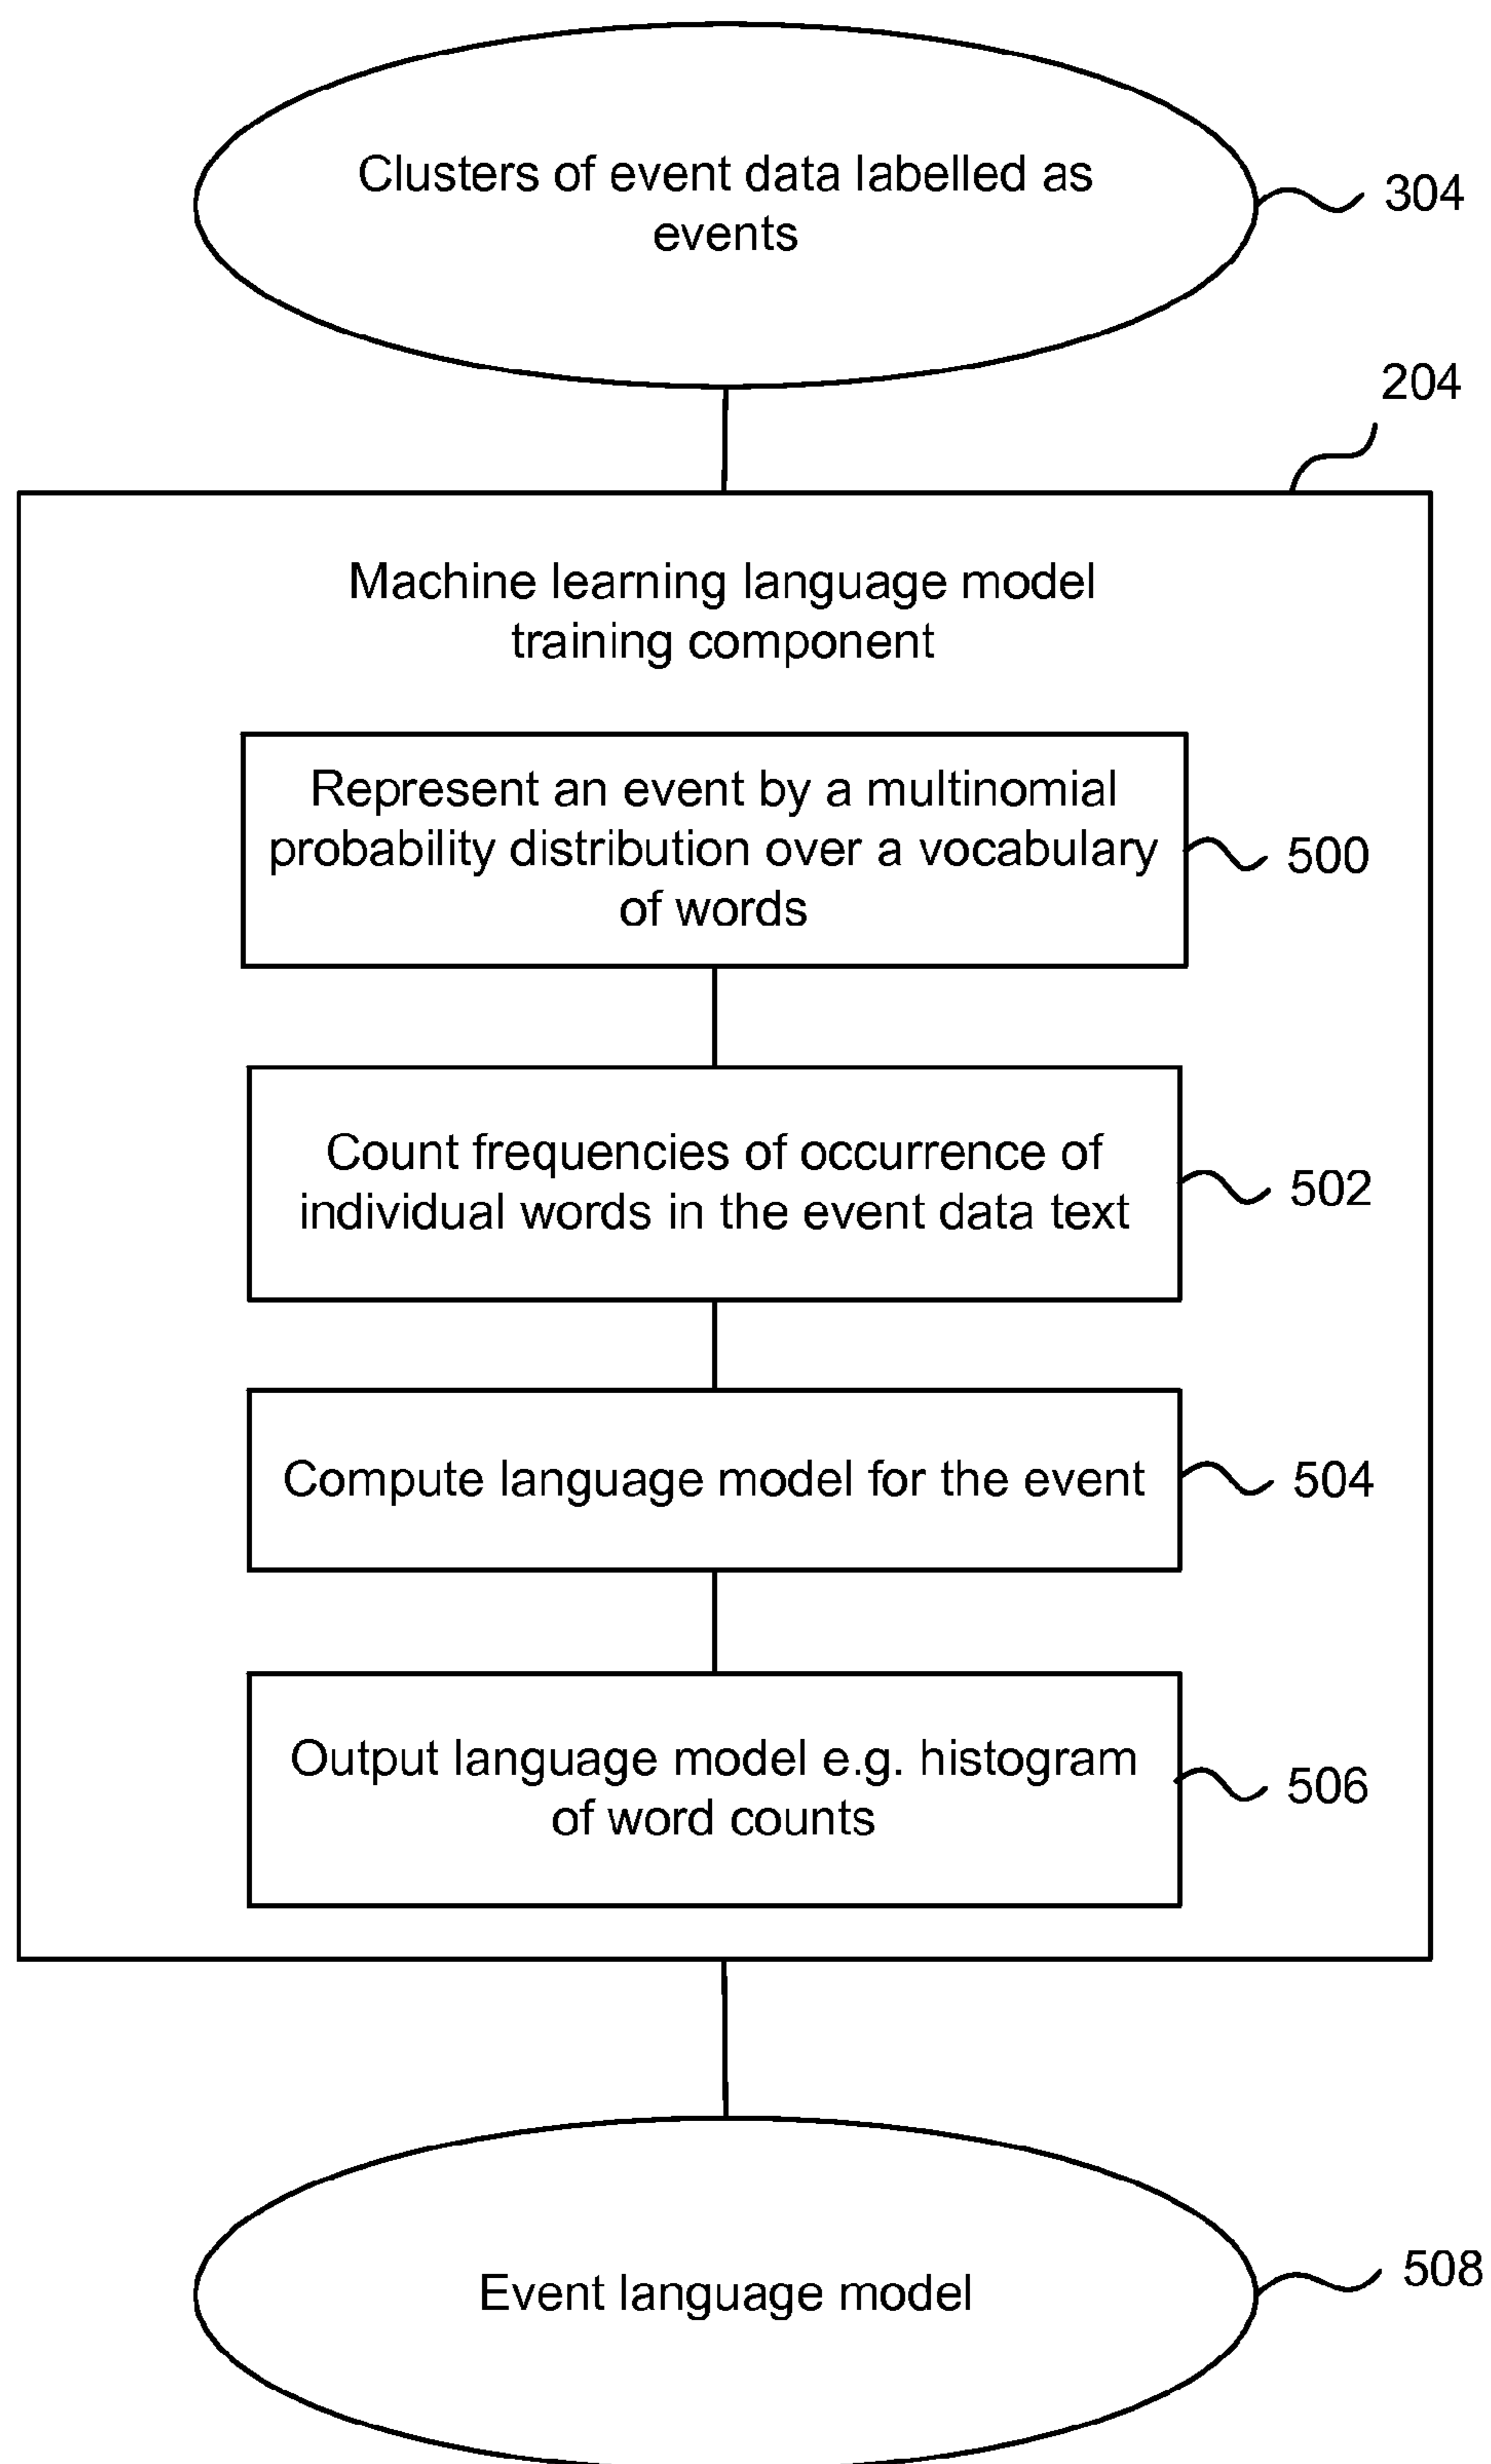 Clusters of event data labelled as
events
304
204
Machine learning language model
training component
Represent an event by a multinomial
probability distribution over a vocabulary
of words
500
Count frequencies of occurrence of
individual words in the event data text
502
Compute language model for the event
504
Output language model e.g. histogram
of word counts
506
Event language model
508